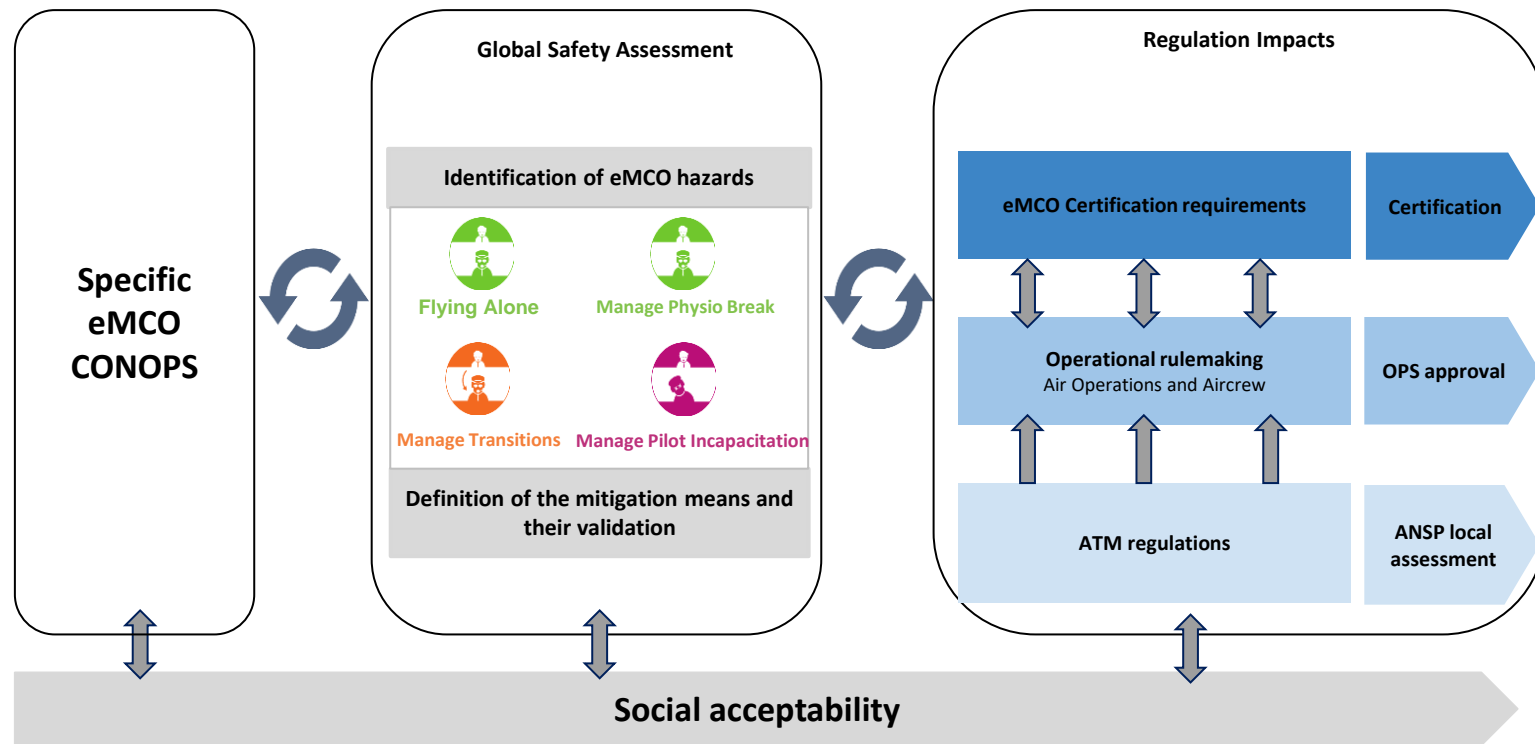 Specific
eMCO
CONOPS
Global Safety Assessment
Identification of eMCO hazards
Flying Alone
Manage Physio Break
Manage Transitions
Manage Pilot Incapacitation
Definition of the mitigation means and
their validation
Regulation Impacts
eMCO Certification requirements
Certification
Operational rulemaking
Air Operations and Aircrew
OPS approval
ATM regulations
ANSP local
assessment
Social acceptability